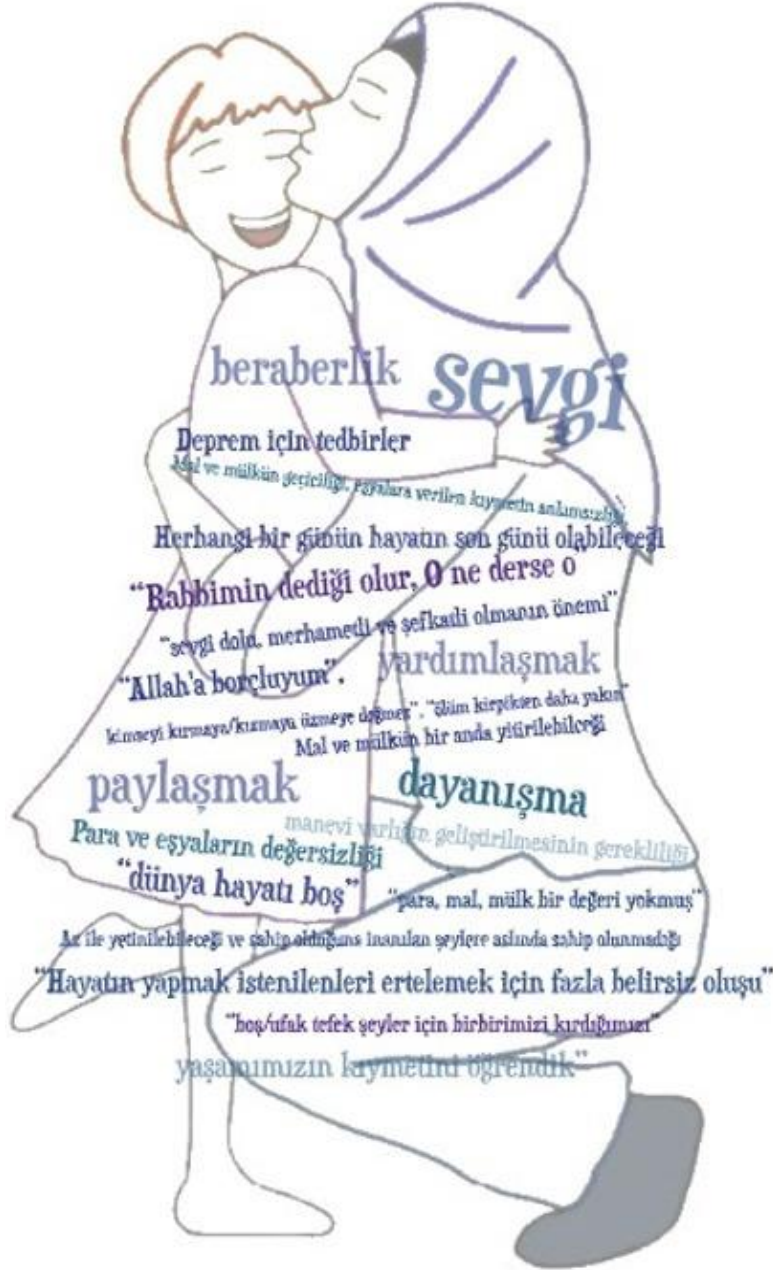 beraberlik
sevgi
Deprem için tedbirler
Mal ve mülkün geçiciliği, eşyalara verilen kıymetin anlamsızlığı
Herhangi bir günün hayatın son günü olabileceği
“Rabbimin dediği olur, O ne derse o”
“sevgi dolu, merhametli ve şefkatli olmanın önemi”
yardımlaşmak
“Allah'a borçluyum”.
kimseyi kırmaya/kızmaya üzmeye değmez”. “ölüm kirpikten daha yakın”
Mal ve mülkün bir anda yitirilebileceği
paylaşmak
dayanışma
manevi varlığın geliştirilmesinin gerekliliği
Para ve eşyaların değersizliği
“dünya hayatı boş”
“para, mal, mülk bir değeri yokmuş”
Az ile yetinilebileceği ve sahip olduğuna inanılan şeylere aslında sahip olunmadığı
“Hayatın yapmak istenilenleri ertelemek için fazla belirsiz oluşu”
“boş/ufak tefek şeyler için birbirimizi kırdığımızı”
yaşamımızın kıymetini öğrendik”